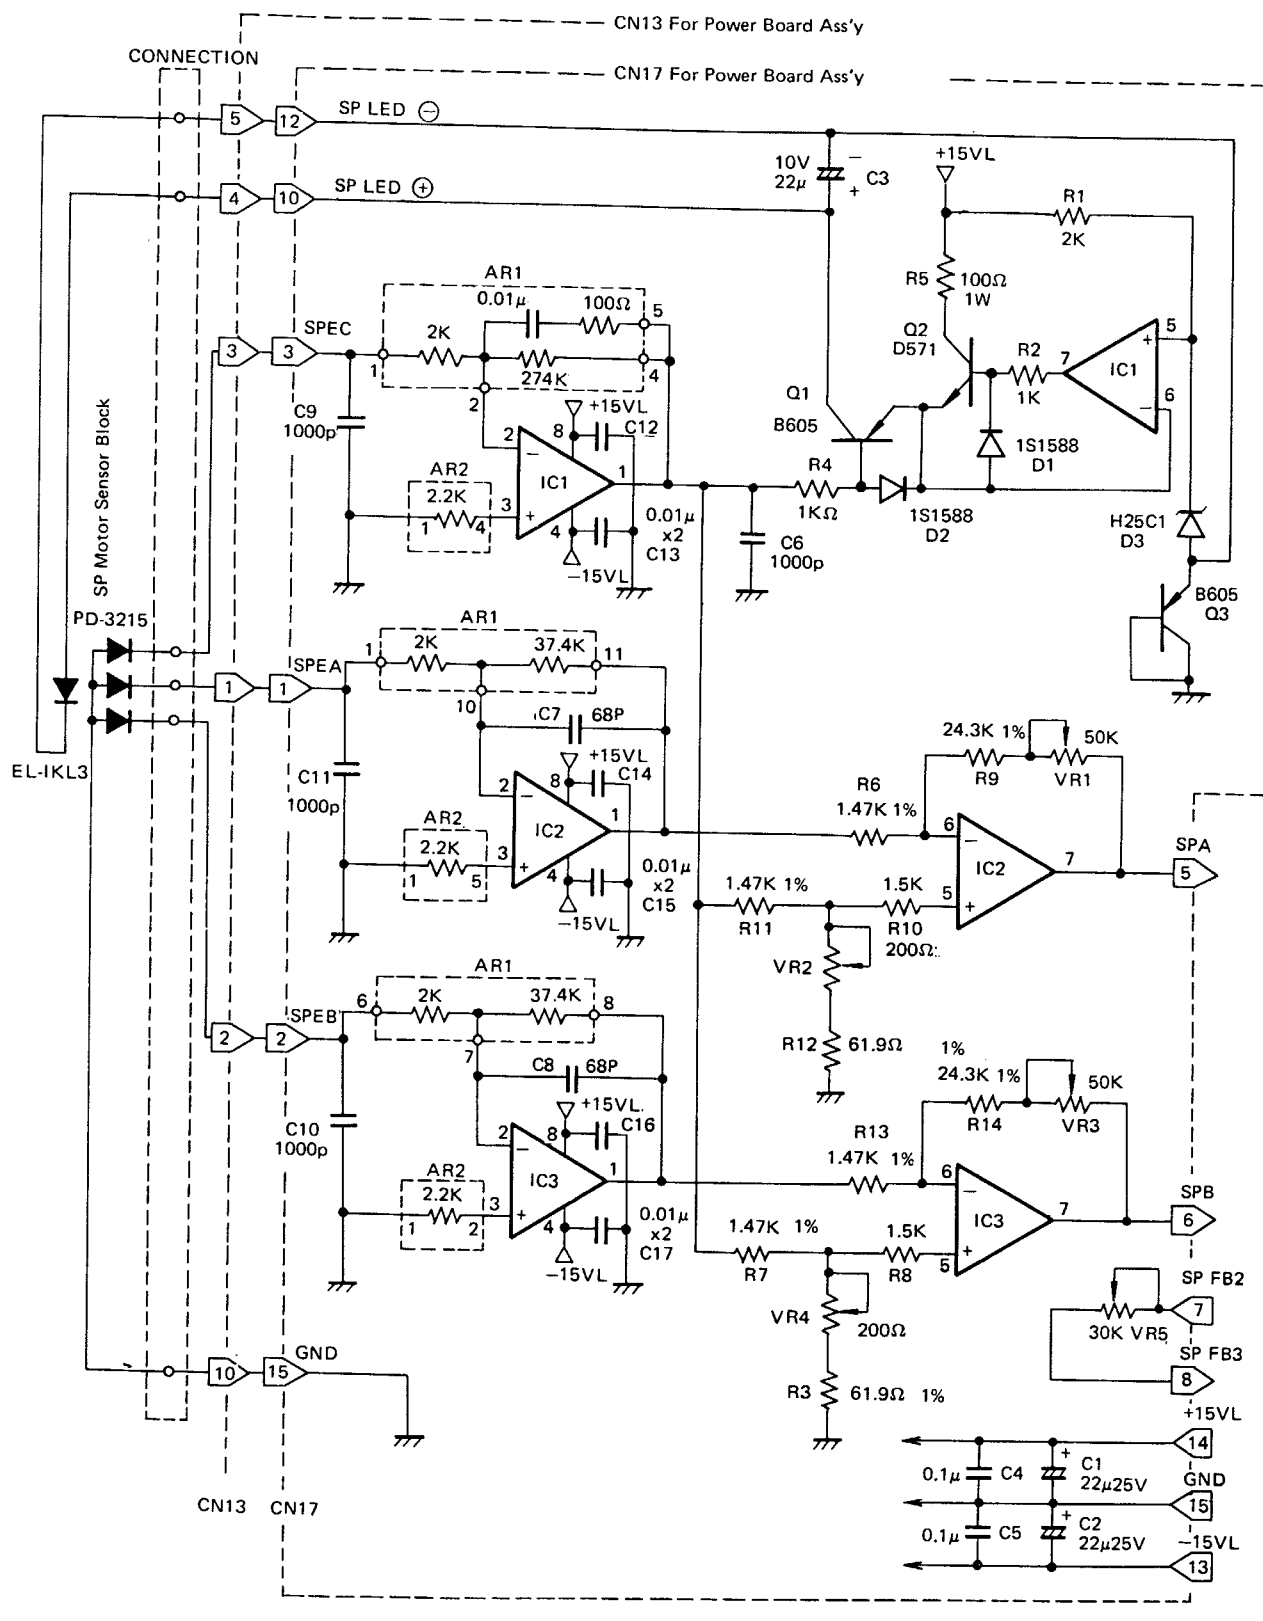 CN13 For Power Board Ass'y
CONNECTION
CN17 For Power Board Ass'y
5
12
SP LED ⊖
4
10
SP LED ⊕
10V
22μ
−
+
C3
+15VL
R1
2K
R5
100Ω
1W
AR1
0.01μ
100Ω
5
SPEC
3
3
2K
1
274K
4
2
Q2
D571
R2
1K
7
+
5
IC1
−
6
Q1
B605
C9
1000p
+15VL
8
C12
2
−
IC1
1
3
+
4
AR2
2.2K
1
4
0.01μ
x2
C13
−15VL
R4
1KΩ
1S1588
D1
1S1588
D2
C6
1000p
H25C1
D3
B605
Q3
SP Motor Sensor Block
PD-3215
EL-IKL3
AR1
1
2K
37.4K
11
SPEA
1
1
10
C7
68P
C11
1000p
+15VL
8
C14
2
−
IC2
1
3
+
4
AR2
2.2K
1
5
0.01μ
x2
C15
−15VL
24.3K 1%
50K
R9
VR1
R6
1.47K 1%
6
−
IC2
7
5
+
SPA
5
1.47K 1%
R11
1.5K
R10
200Ω
VR2
R12
61.9Ω
1%
AR1
6
2K
37.4K
8
SPEB
2
2
7
C8
68P
C10
1000p
+15VL
8
C16
2
−
IC3
1
3
+
4
AR2
2.2K
1
2
0.01μ
x2
C17
−15VL
24.3K 1%
50K
R14
VR3
R13
1.47K 1%
6
−
IC3
7
+
5
SPB
6
1.47K 1%
R7
1.5K
R8
VR4
200Ω
R3
61.9Ω 1%
SP FB2
7
30K VR5
SP FB3
8
GND
10
15
+15VL
14
+
0.1μ
C4
C1
22μ25V
GND
15
+
0.1μ
C5
C2
22μ25V
−15VL
13
CN13
CN17